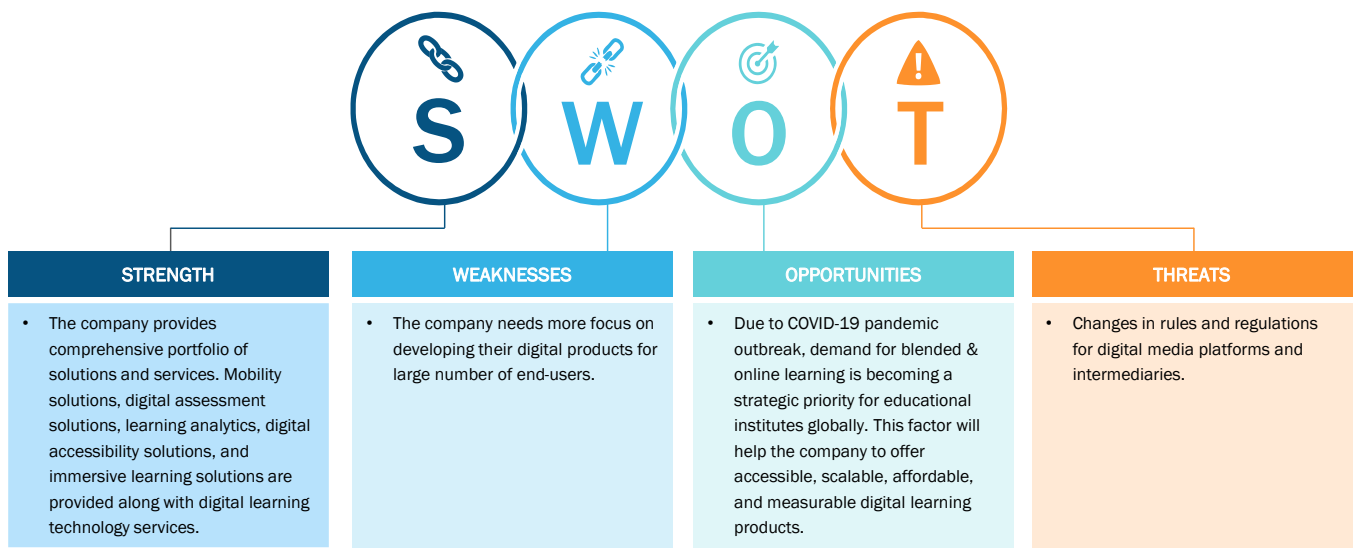 S
W
O
T
STRENGTH
• The company provides
comprehensive portfolio of
solutions and services. Mobility
solutions, digital assessment
solutions, learning analytics, digital
accessibility solutions, and
immersive learning solutions are
provided along with digital learning
technology services.
WEAKNESSES
• The company needs more focus on
developing their digital products for
large number of end-users.
OPPORTUNITIES
• Due to COVID-19 pandemic
outbreak, demand for blended &
online learning is becoming a
strategic priority for educational
institutes globally. This factor will
help the company to offer
accessible, scalable, affordable,
and measurable digital learning
products.
THREATS
• Changes in rules and regulations
for digital media platforms and
intermediaries.